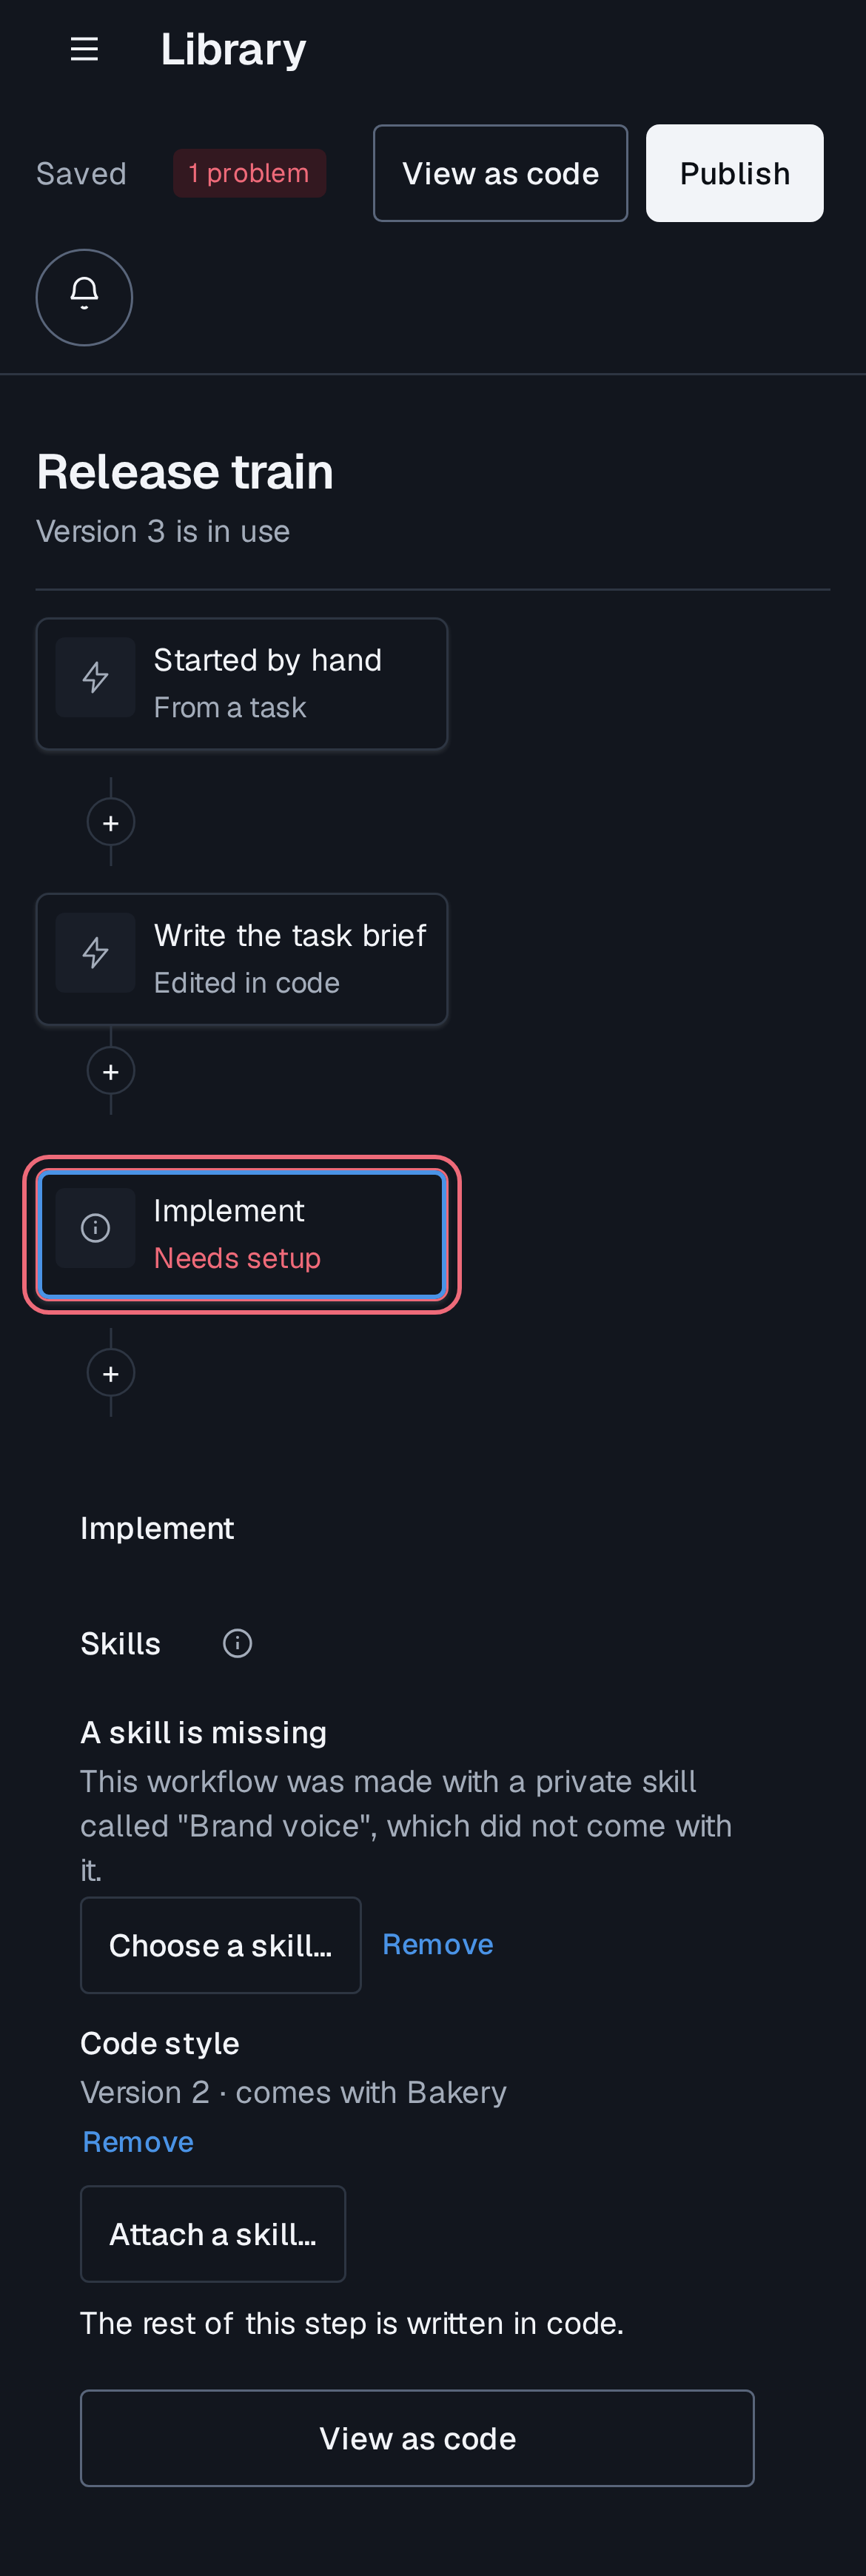 Library
Saved
1 problem
View as code
Publish
Release train
Version 3 is in use
Started by hand
From a task
+
Write the task brief
Edited in code
+
Implement
Needs setup
+
Implement
Skills
A skill is missing
This workflow was made with a private skill
called "Brand voice", which did not come with
it.
Choose a skill...
Remove
Code style
Version 2 · comes with Bakery
Remove
Attach a skill...
The rest of this step is written in code.
View as code